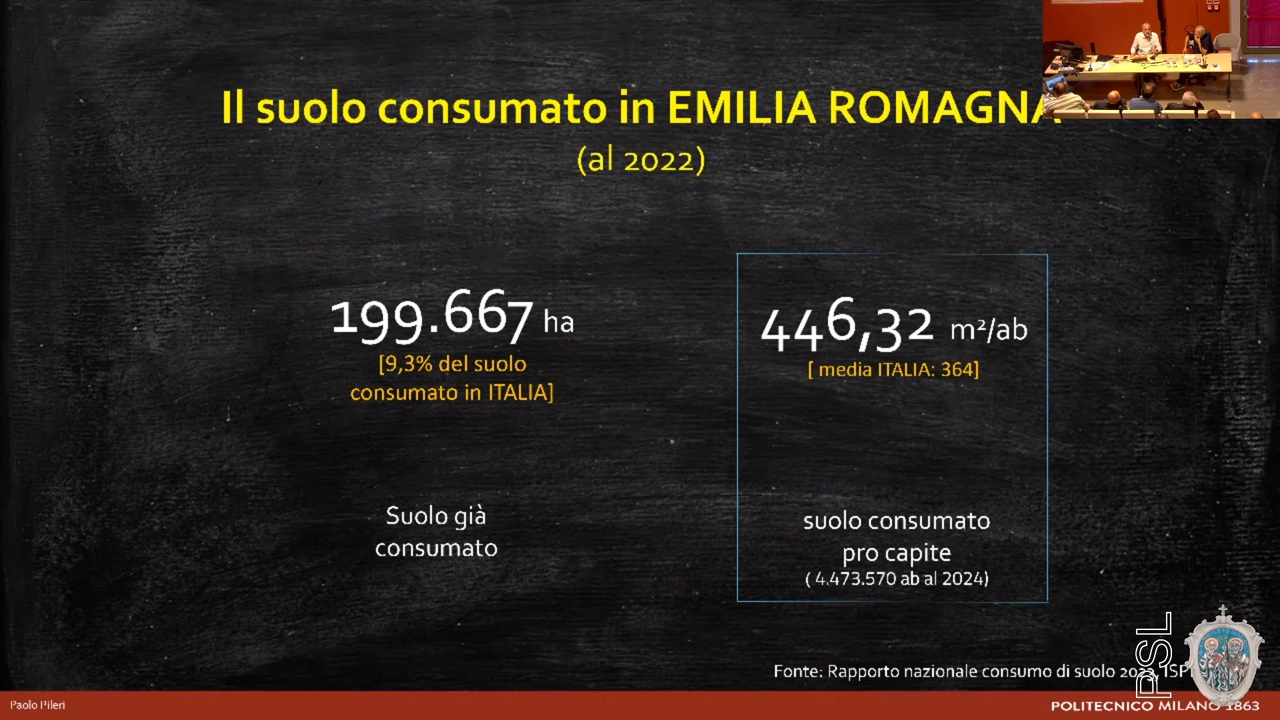 Il suolo consumato in EMILIA ROMAGNA
(al 2022)
199.667 ha
[9,3% del suolo
consumato in ITALIA]
Suolo già
consumato
446,32 m²/ab
[ media ITALIA: 364]
suolo consumato
pro capite
( 4.473.570 ab al 2024)
Fonte: Rapporto nazionale consumo di suolo
PSL
Paolo Pileri
POLITECNICO MILANO 1863